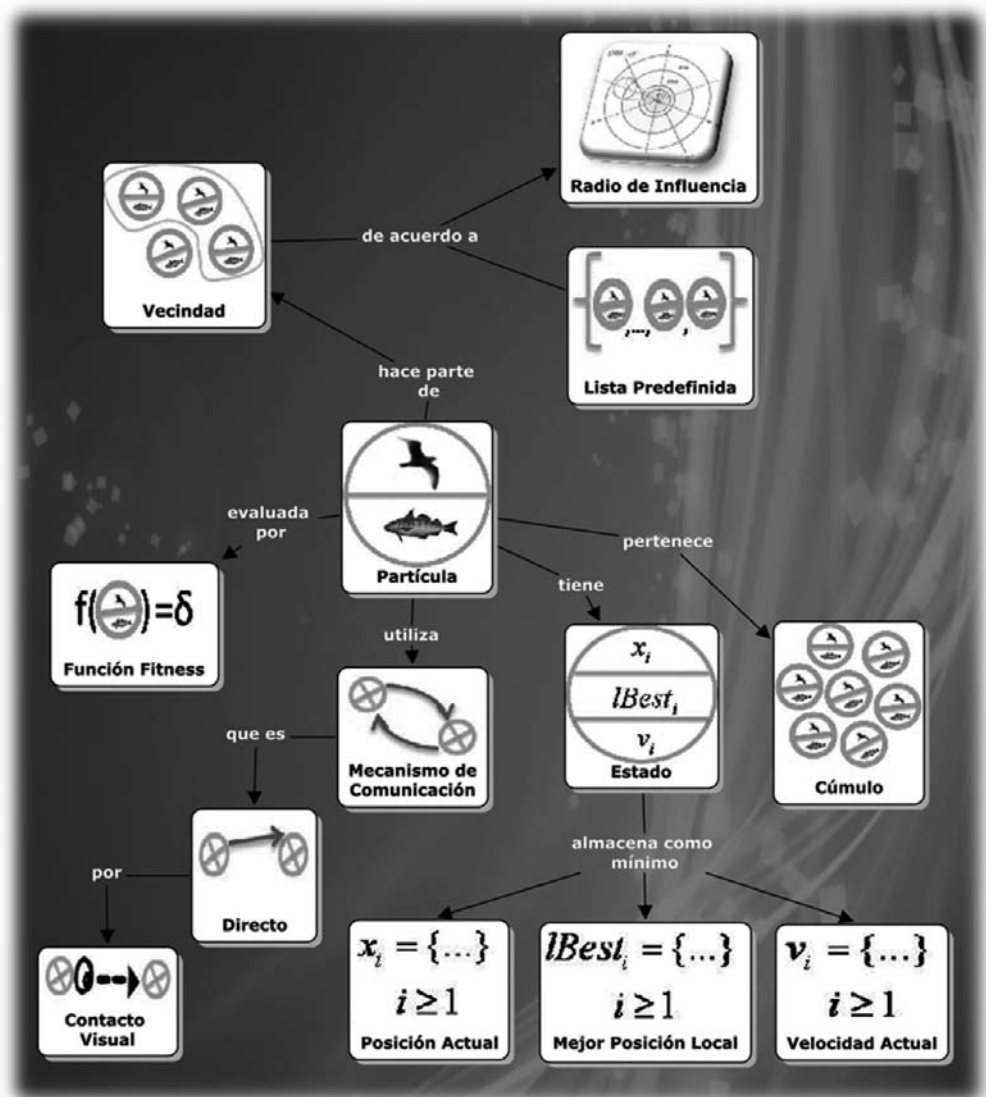 Radio de Influencia
Vecindad
de acuerdo a
,...,
,
Lista Predefinida
hace parte
de
Partícula
evaluada
por
f( )=δ
Función Fitness
utiliza
tiene
pertenece
x_i
lBest_i
v_i
Estado
Cúmulo
Mecanismo de
Comunicación
que es
Directo
por
Contacto
Visual
almacena como
mínimo
x_i = {...}
i ≥ 1
Posición Actual
lBest_i = {...}
i ≥ 1
Mejor Posición Local
v_i = {...}
i ≥ 1
Velocidad Actual